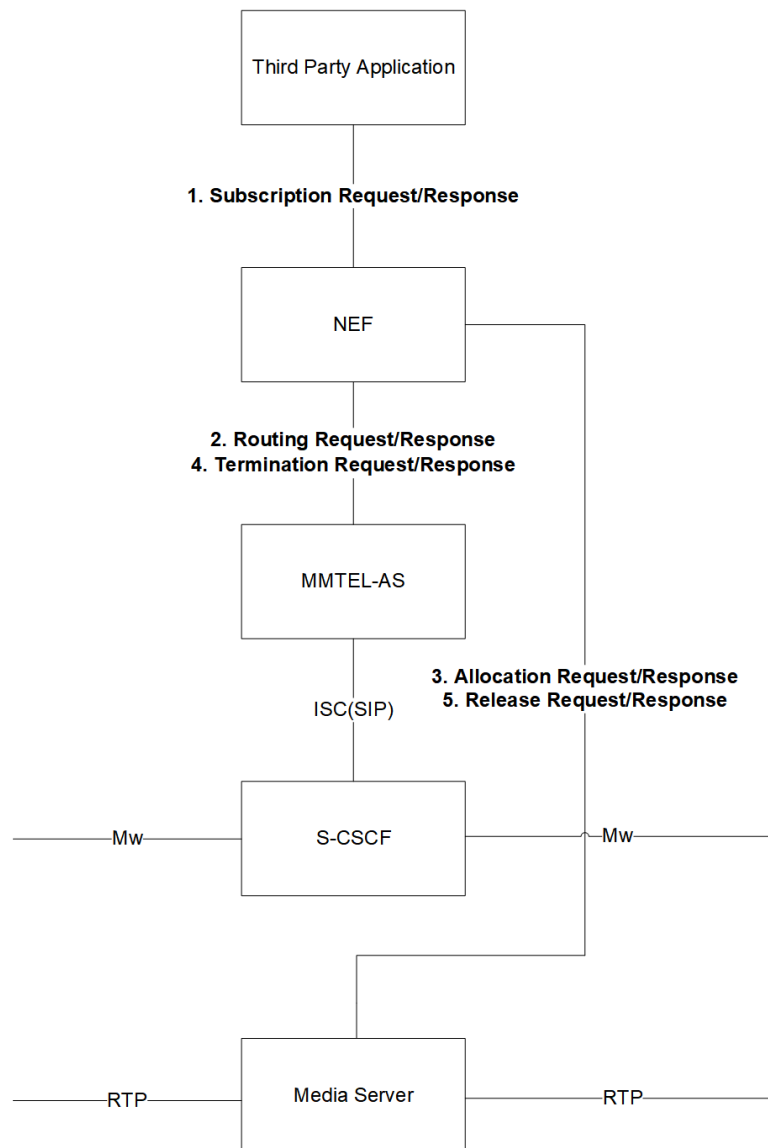 Third Party Application
1. Subscription Request/Response
NEF
2. Routing Request/Response
4. Termination Request/Response
MMTEL-AS
3. Allocation Request/Response
5. Release Request/Response
ISC(SIP)
Mw
S-CSCF
Mw
RTP
Media Server
RTP